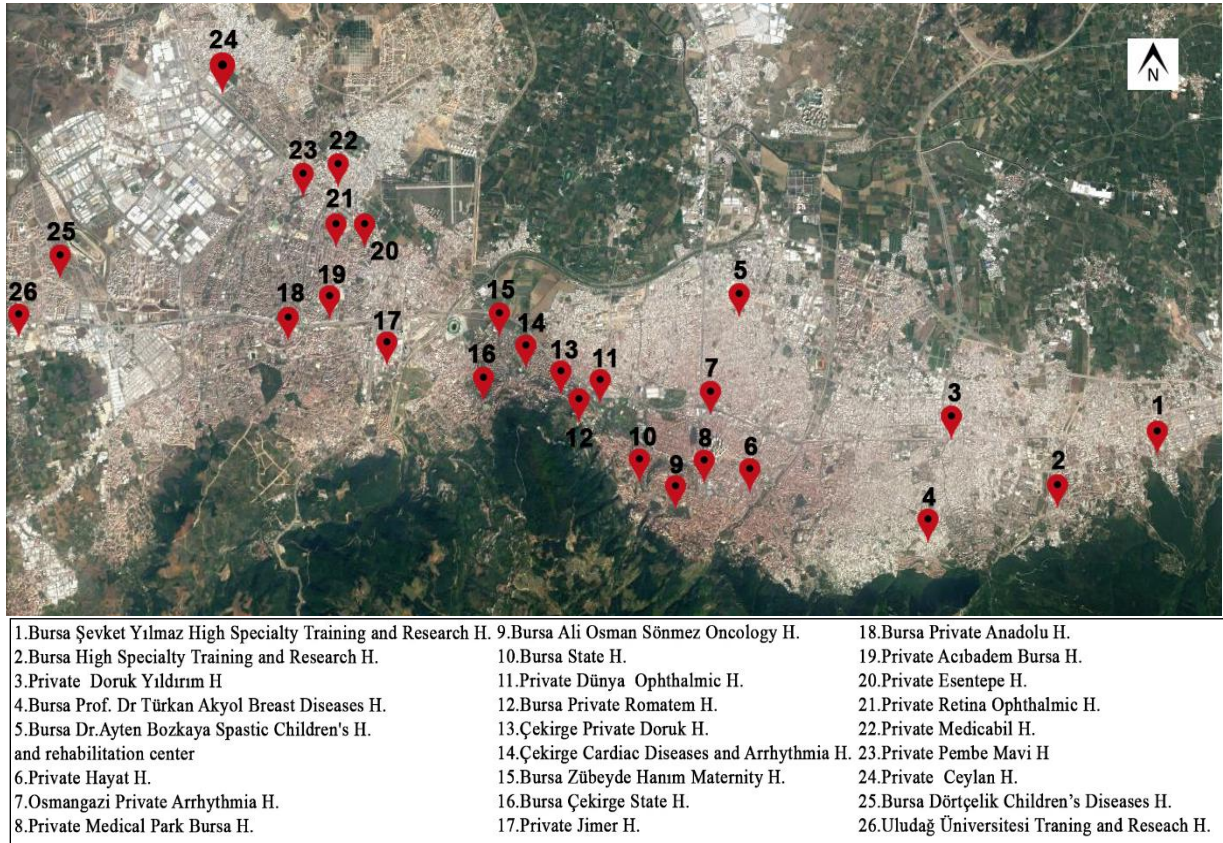 24
N
22
23
21
20
25
5
19
15
26
18
14
17
13
16
11
7
3
12
1
10
8
6
2
9
4
1.Bursa Şevket Yılmaz High Specialty Training and Research H.
2.Bursa High Specialty Training and Research H.
3.Private Doruk Yıldırım H
4.Bursa Prof. Dr Türkan Akyol Breast Diseases H.
5.Bursa Dr.Ayten Bozkaya Spastic Children's H.
and rehabilitation center
6.Private Hayat H.
7.Osmangazi Private Arrhythmia H.
8.Private Medical Park Bursa H.
9.Bursa Ali Osman Sönmez Oncology H.
10.Bursa State H.
11.Private Dünya Ophthalmic H.
12.Bursa Private Romatem H.
13.Çekirge Private Doruk H.
14.Çekirge Cardiac Diseases and Arrhythmia H.
15.Bursa Zübeyde Hanım Maternity H.
16.Bursa Çekirge State H.
17.Private Jimer H.
18.Bursa Private Anadolu H.
19.Private Acıbadem Bursa H.
20.Private Esentepe H.
21.Private Retina Ophthalmic H.
22.Private Medicabil H.
23.Private Pembe Mavi H
24.Private Ceylan H.
25.Bursa Dörtçelik Children’s Diseases H.
26.Uludağ Üniversitesi Traning and Reseach H.